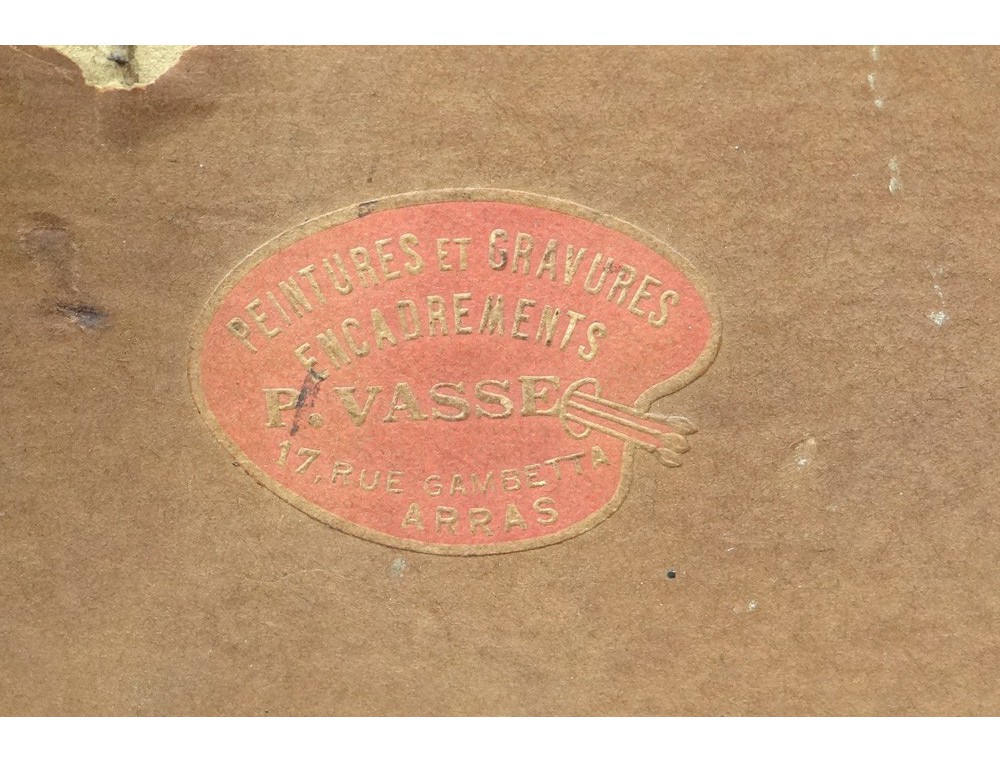 PEINTURES ET GRAVURES
ENCADREMENTS
P. VASSE
17, RUE GAMBETTA
ARRAS